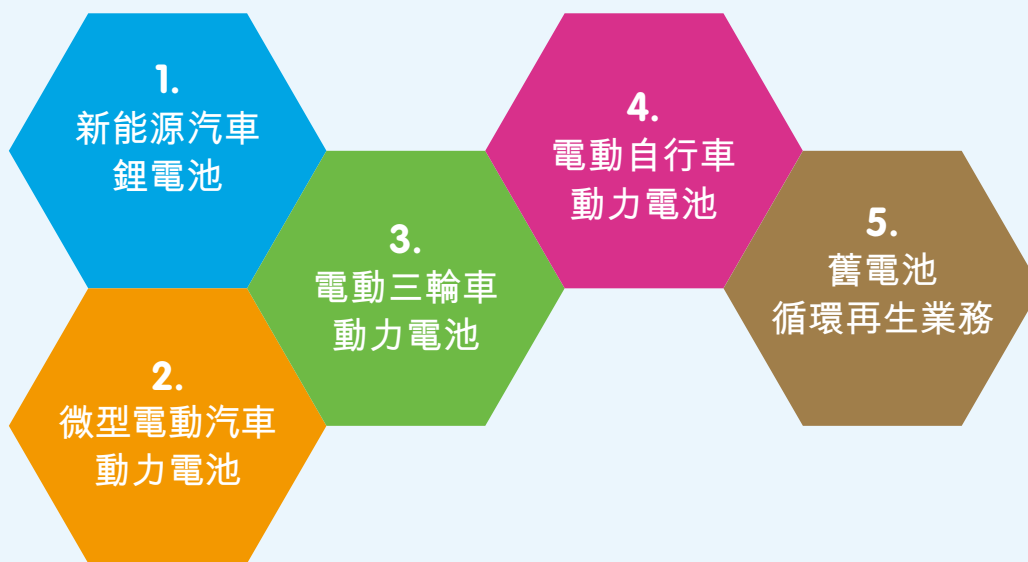 1.
新能源汽車
鋰電池
2.
微型電動汽車
動力電池
3.
電動三輪車
動力電池
4.
電動自行車
動力電池
5.
舊電池
循環再生業務